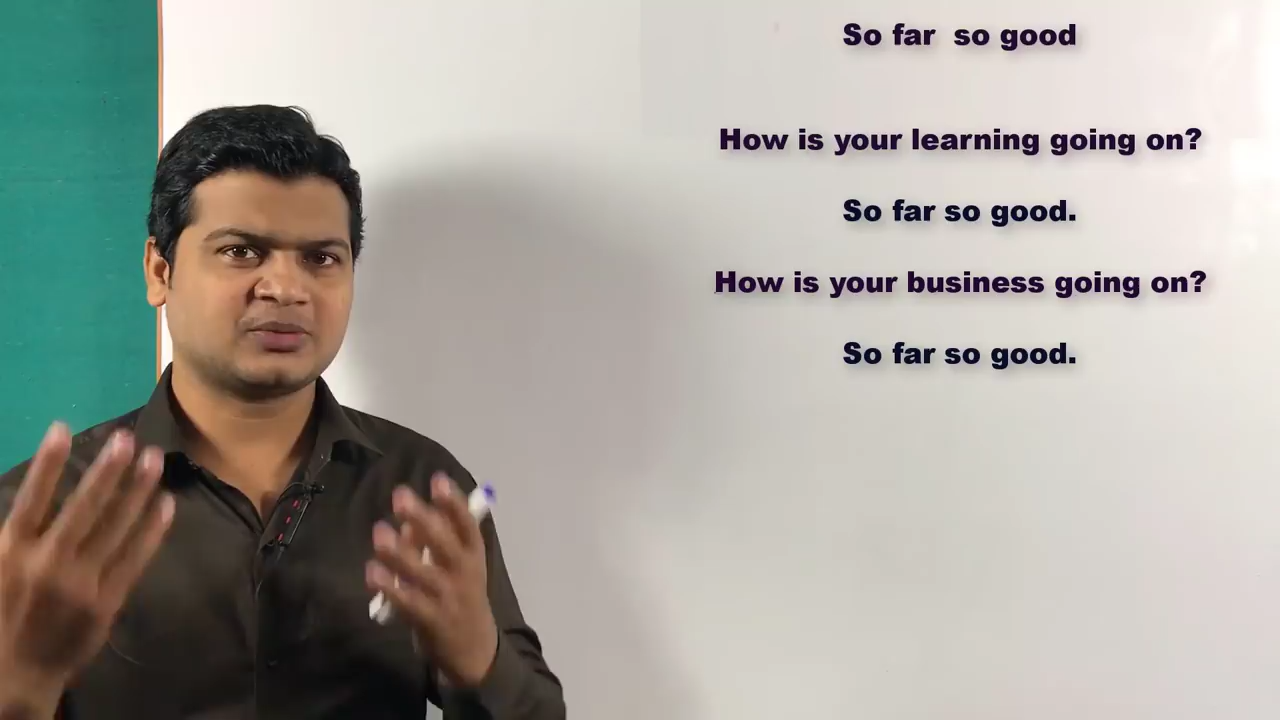 So far so good
How is your learning going on?
So far so good.
How is your business going on?
So far so good.